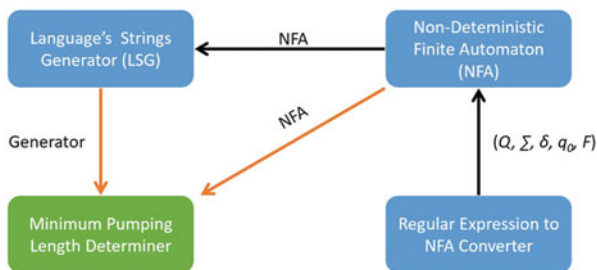 Language's Strings
Generator (LSG)
NFA
Non-Deteministic
Finite Automaton
(NFA)
Generator
NFA
(Q, ∑, δ, q₀, F)
Minimum Pumping
Length Determiner
Regular Expression to
NFA Converter